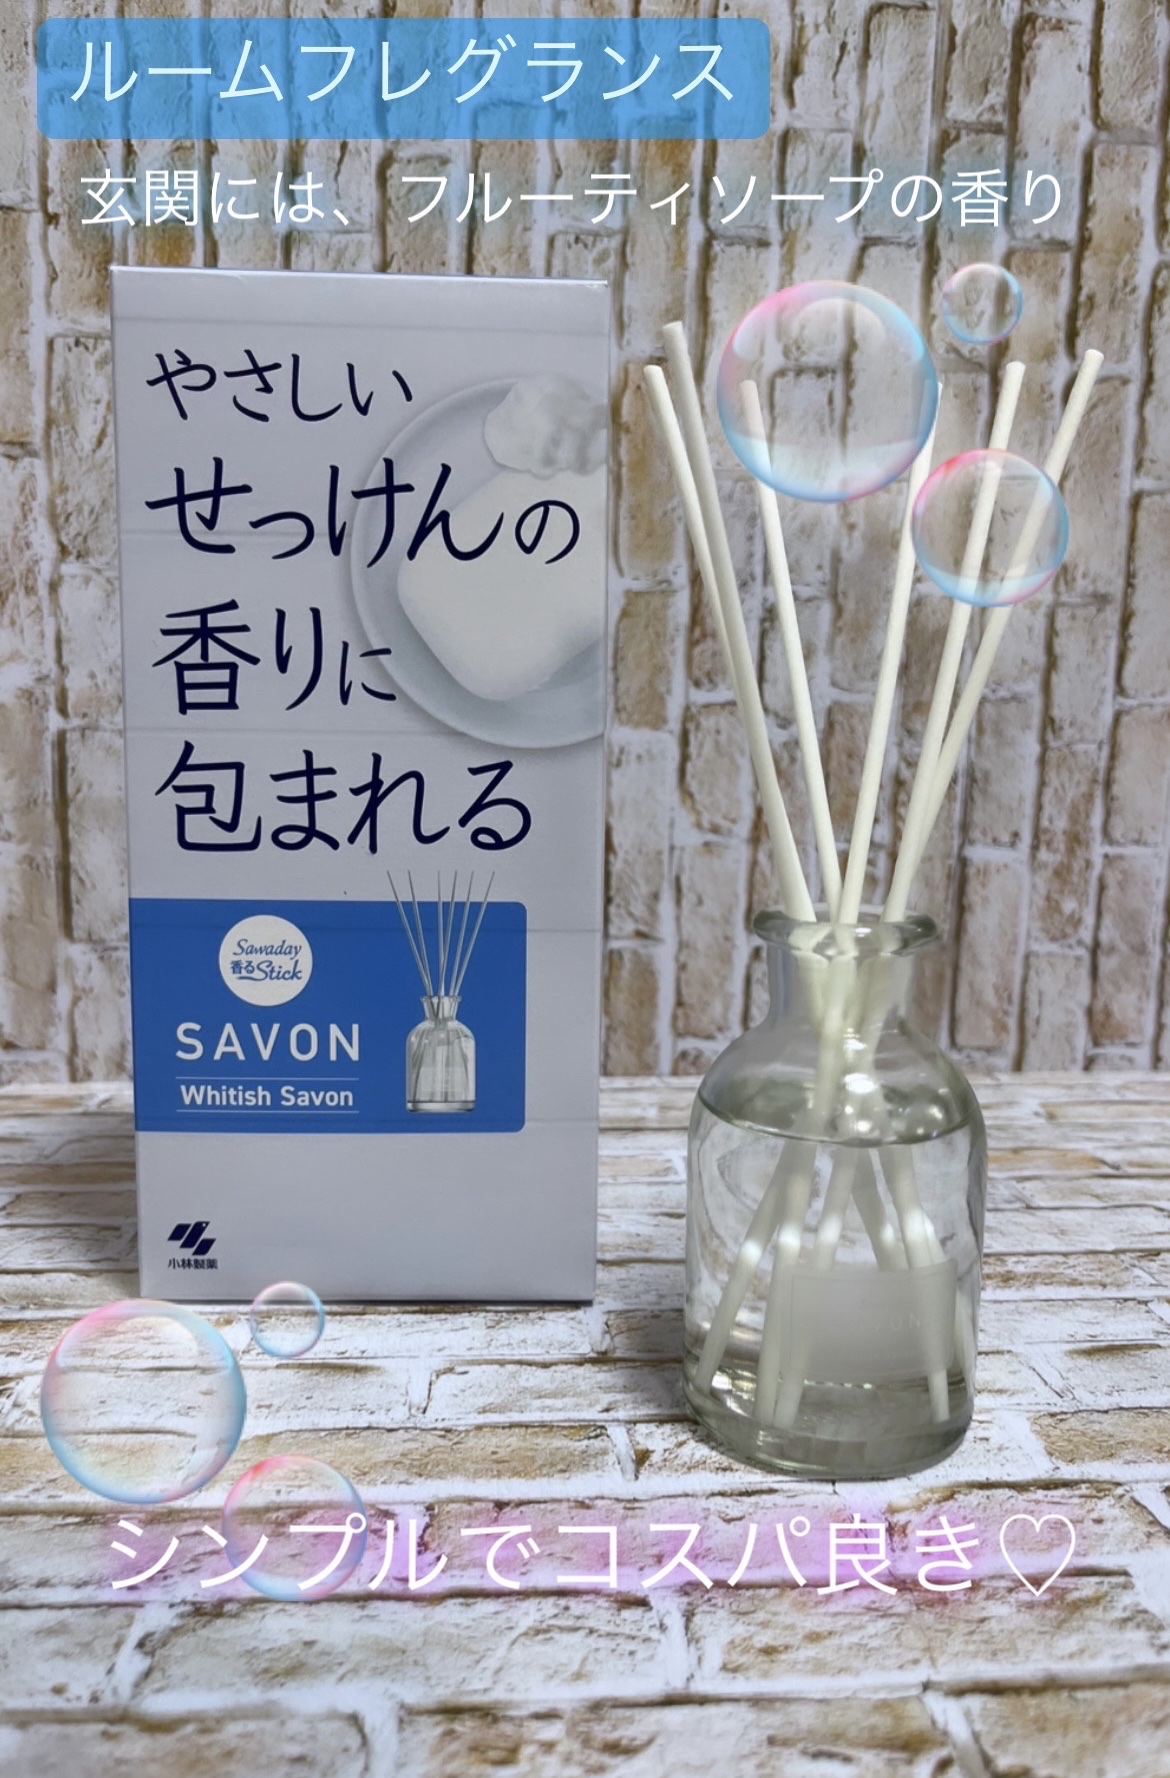 ルームフレグランス
玄関には、フルーティソープの香り
やさしい
せっけんの
香りに
包まれる
Sawaday
香るStick
SAVON
Whitish Savon
小林製薬
シンプルでコスパ良き♡